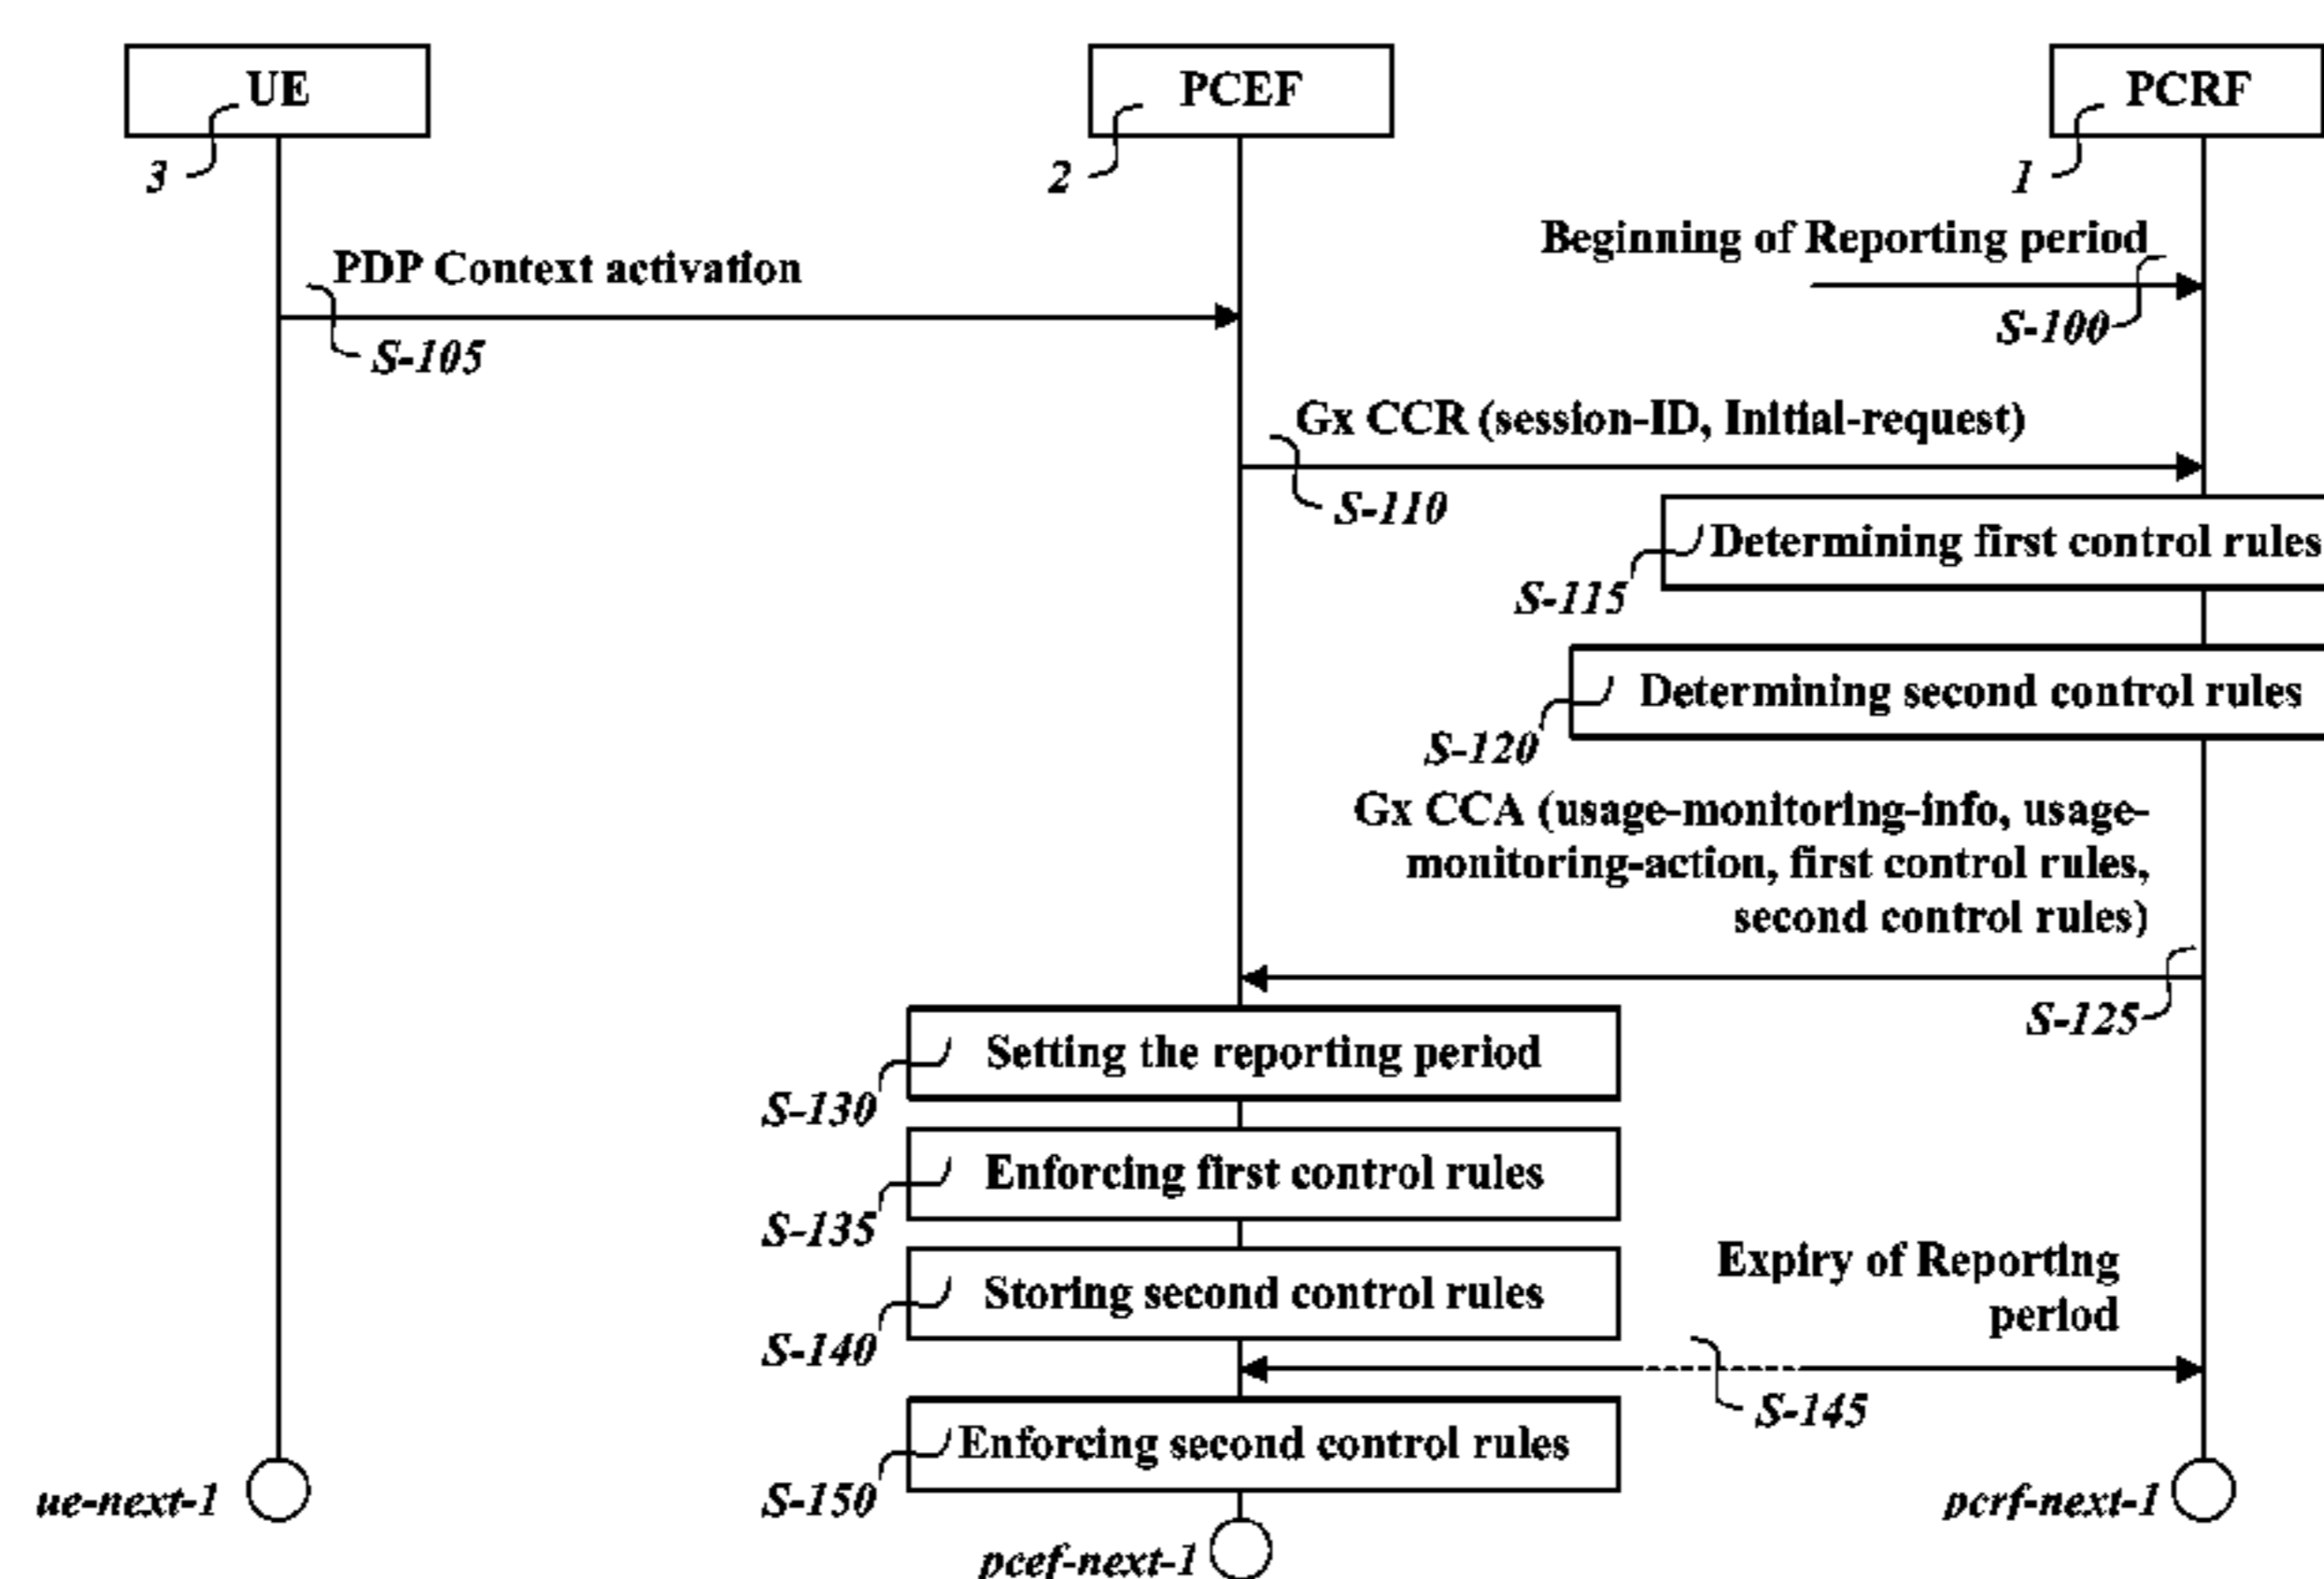 UE
PCEF
PCRF
3
2
1
Beginning of Reporting period
PDP Context activation
S-100
S-105
Gx CCR (session-ID, Initial-request)
S-110
Determining first control rules
S-115
Determining second control rules
S-120
Gx CCA (usage-monitoring-info, usage-
monitoring-action, first control rules,
second control rules)
S-125
Setting the reporting period
S-130
Enforcing first control rules
S-135
Expiry of Reporting
period
Storing second control rules
S-140
S-145
Enforcing second control rules
S-150
ue-next-1
pcrf-next-1
pcef-next-1